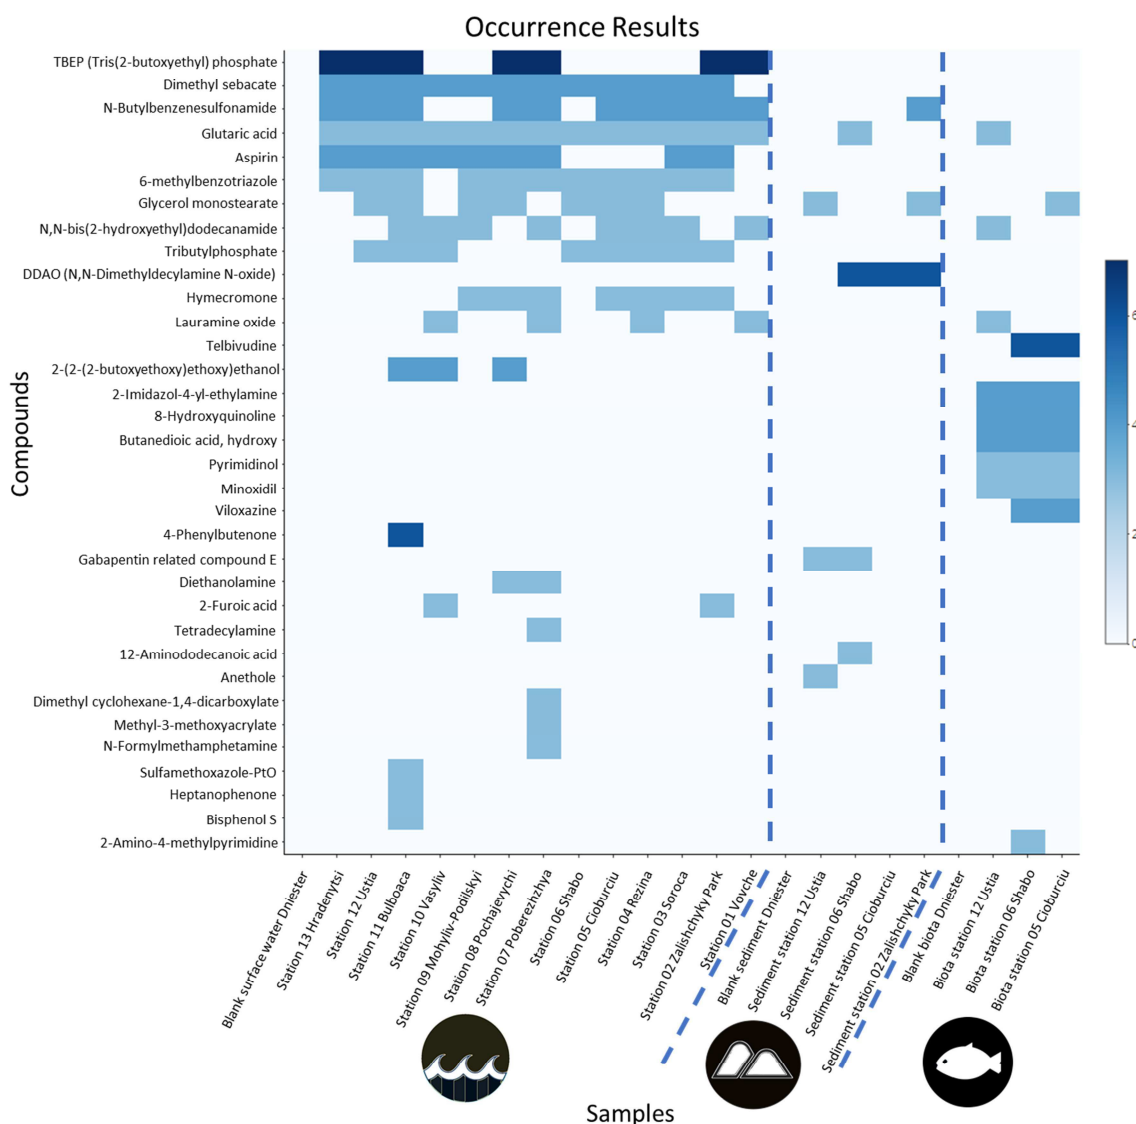 Occurrence Results
TBEP (Tris(2-butoxyethyl) phosphate
Dimethyl sebacate
N-Butylbenzenesulfonamide
Glutaric acid
Aspirin
6-methylbenzotriazole
Glycerol monostearate
N,N-bis(2-hydroxyethyl)dodecanamide
Tributylphosphate
DDAO (N,N-Dimethyldecylamine N-oxide)
Hymecromone
Lauramine oxide
Telbivudine
2-(2-(2-butoxyethoxy)ethoxy)ethanol
2-Imidazol-4-yl-ethylamine
8-Hydroxyquinoline
Butanedioic acid, hydroxy
Pyrimidinol
Minoxidil
Viloxazine
4-Phenylbutenone
Gabapentin related compound E
Diethanolamine
2-Furoic acid
Tetradecylamine
12-Aminododecanoic acid
Anethole
Dimethyl cyclohexane-1,4-dicarboxylate
Methyl-3-methoxyacrylate
N-Formylmethamphetamine
Sulfamethoxazole-PtO
Heptanophenone
Bisphenol S
2-Amino-4-methylpyrimidine
Compounds
6
4
2
0
Blank surface water Dniester
Station 13 Hradenytsi
Station 12 Ustia
Station 11 Bulboaca
Station 10 Vasyliv
Station 09 Mohyliv-Podilskyi
Station 08 Pochajevychi
Station 07 Poberezhzhya
Station 06 Shabo
Station 05 Cioburciu
Station 04 Rezina
Station 03 Soroca
Station 02 Zalishchyky Park
Station 01 Vovche
Blank sediment Dniester
Sediment station 12 Ustia
Sediment station 06 Shabo
Sediment station 05 Cioburciu
Sediment station 02 Zalishchyky Park
Blank biota Dniester
Biota station 12 Ustia
Biota station 06 Shabo
Biota station 05 Cioburciu
Samples